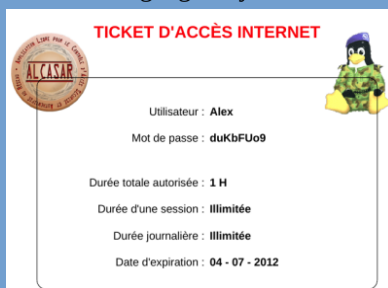 TICKET D'ACCÈS INTERNET
ALCASAR
Utilisateur : Alex
Mot de passe : duKbFUo9
Durée totale autorisée : 1 H
Durée d'une session : Illimitée
Durée journalière : Illimitée
Date d'expiration : 04 - 07 - 2012